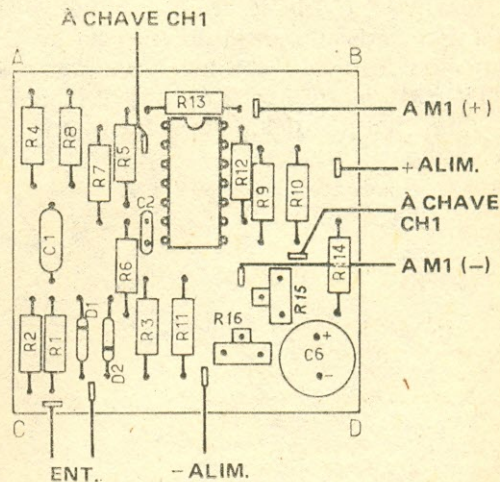 À CHAVE CH1
A
B
R13
A M1 (+)
R4
R8
R7
R5
R12
R9
R10
+ ALIM.
C2
À CHAVE
CH1
C1
R6
R14
A M1 (−)
R15
D1
R2
R1
R3
R11
R16
D2
C6
+
-
C
D
ENT.
− ALIM.